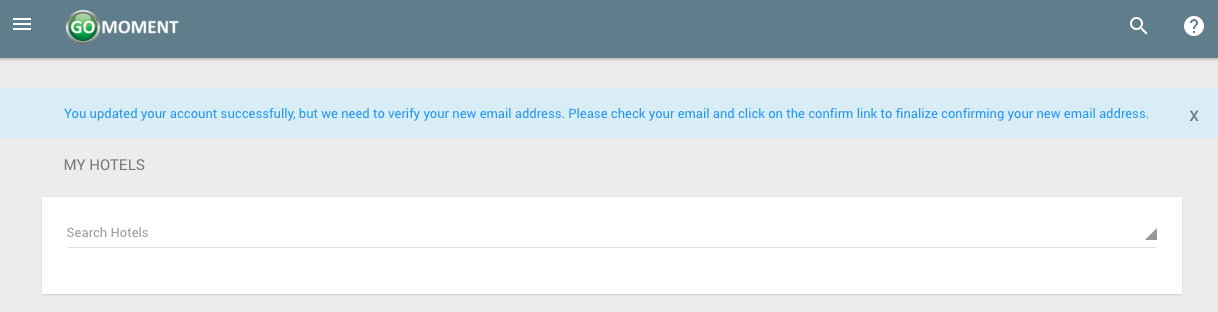 GO MOMENT
You updated your account successfully, but we need to verify your new email address. Please check your email and click on the confirm link to finalize confirming your new email address. X
MY HOTELS
Search Hotels